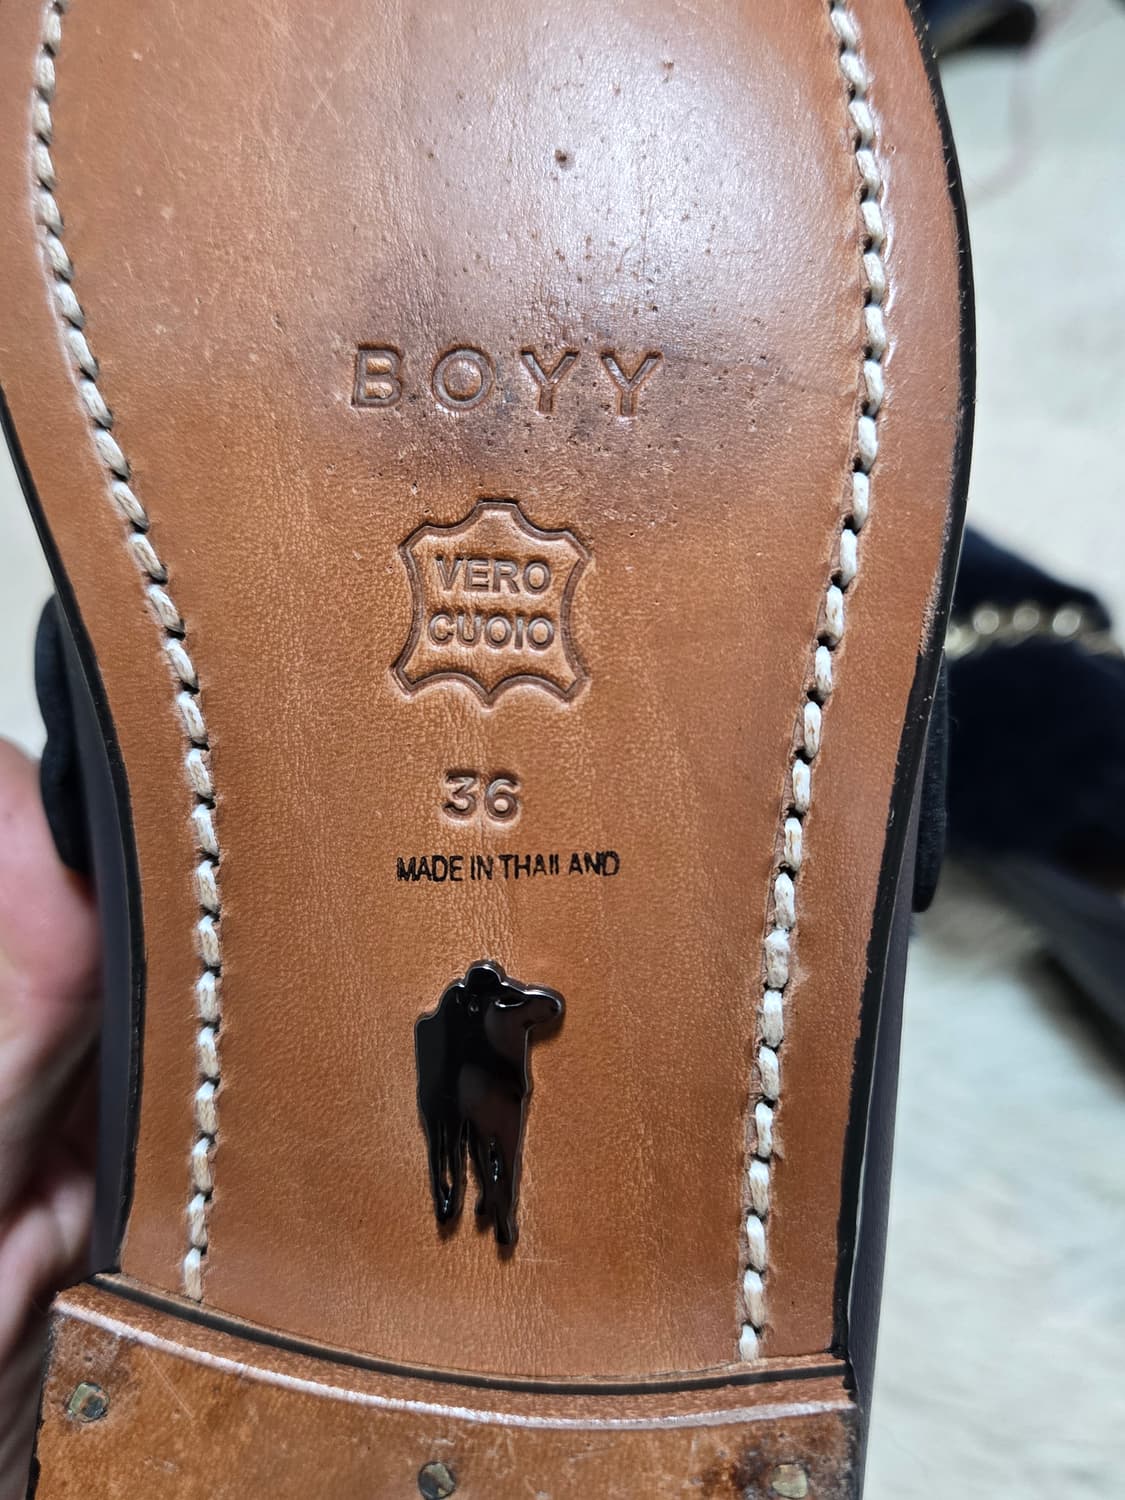 BOYY
VERO
CUOIO
36
MADE IN THAILAND